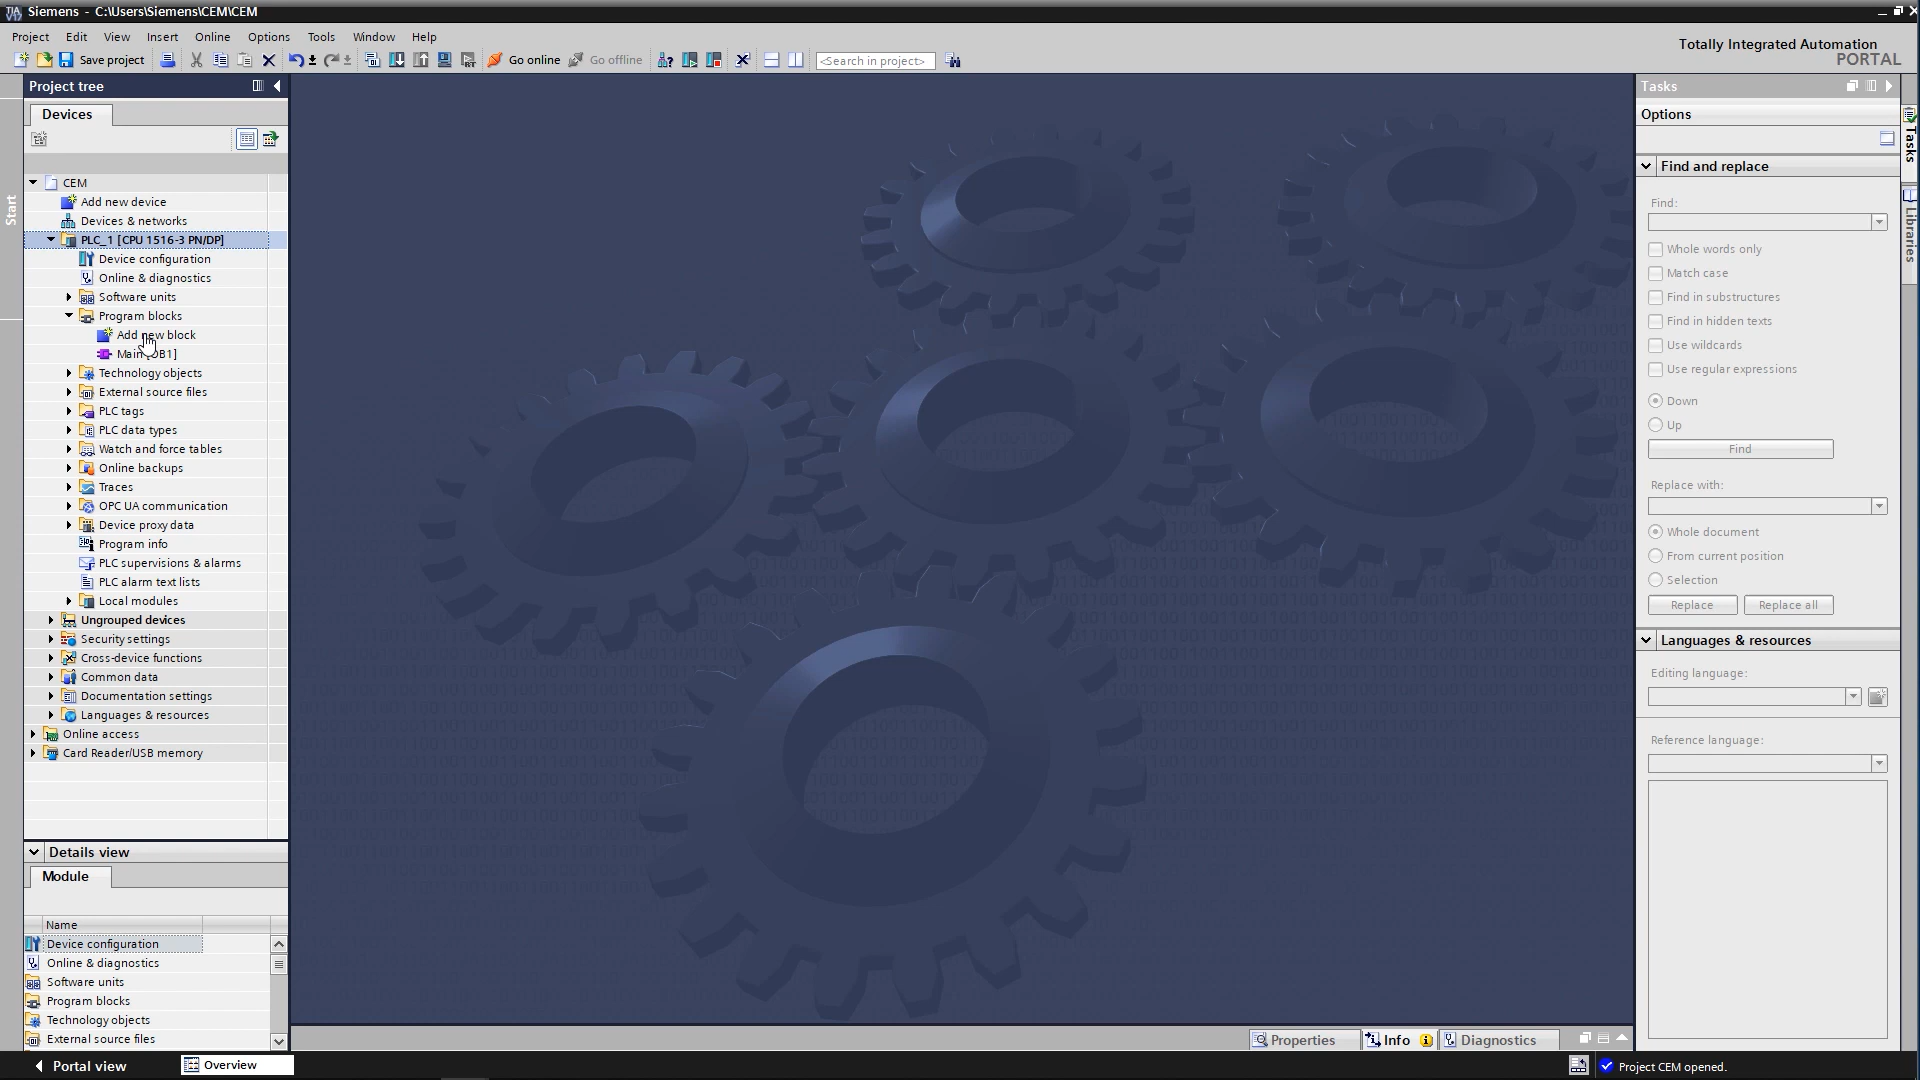 Siemens - C:\Users\Siemens\CEM\CEM
Project Edit View Insert Online Options Tools Window Help
Totally Integrated Automation
PORTAL
Save project Go online Go offline <Search in project>
Project tree
Devices
Start
CEM
Add new device
Devices & networks
PLC_1 [CPU 1516-3 PN/DP]
Device configuration
Online & diagnostics
Software units
Program blocks
Add new block
Main [OB1]
Technology objects
External source files
PLC tags
PLC data types
Watch and force tables
Online backups
Traces
OPC UA communication
Device proxy data
Program info
PLC supervisions & alarms
PLC alarm text lists
Local modules
Ungrouped devices
Security settings
Cross-device functions
Common data
Documentation settings
Languages & resources
Online access
Card Reader/USB memory
Details view
Module
Name
Device configuration
Online & diagnostics
Software units
Program blocks
Technology objects
External source files
Properties Info Diagnostics
Tasks
Options
Find and replace
Find:
Whole words only
Match case
Find in substructures
Find in hidden texts
Use wildcards
Use regular expressions
Down
Up
Find
Replace with:
Whole document
From current position
Selection
Replace Replace all
Languages & resources
Editing language:
Reference language:
Tasks
Libraries
Portal view Overview
Project CEM opened.